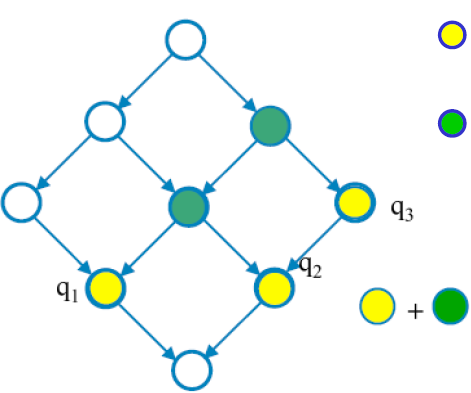 q₃
q₂
q₁
+